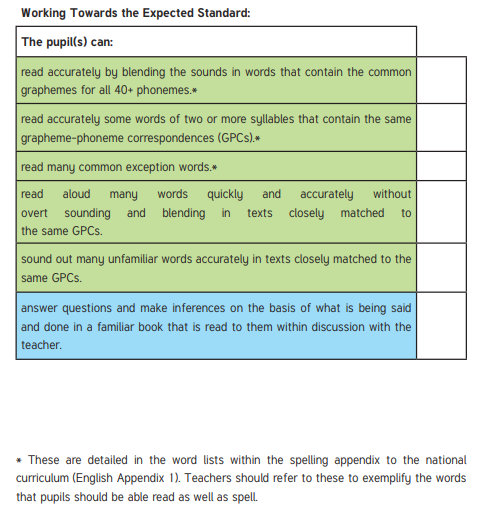 Working Towards the Expected Standard:
The pupil(s) can:
read accurately by blending the sounds in words that contain the common
graphemes for all 40+ phonemes.*
read accurately some words of two or more syllables that contain the same
grapheme-phoneme correspondences (GPCs).*
read many common exception words.*
read aloud many words quickly and accurately without
overt sounding and blending in texts closely matched to
the same GPCs.
sound out many unfamiliar words accurately in texts closely matched to the
same GPCs.
answer questions and make inferences on the basis of what is being said
and done in a familiar book that is read to them within discussion with the
teacher.
* These are detailed in the word lists within the spelling appendix to the national
curriculum (English Appendix 1). Teachers should refer to these to exemplify the words
that pupils should be able read as well as spell.